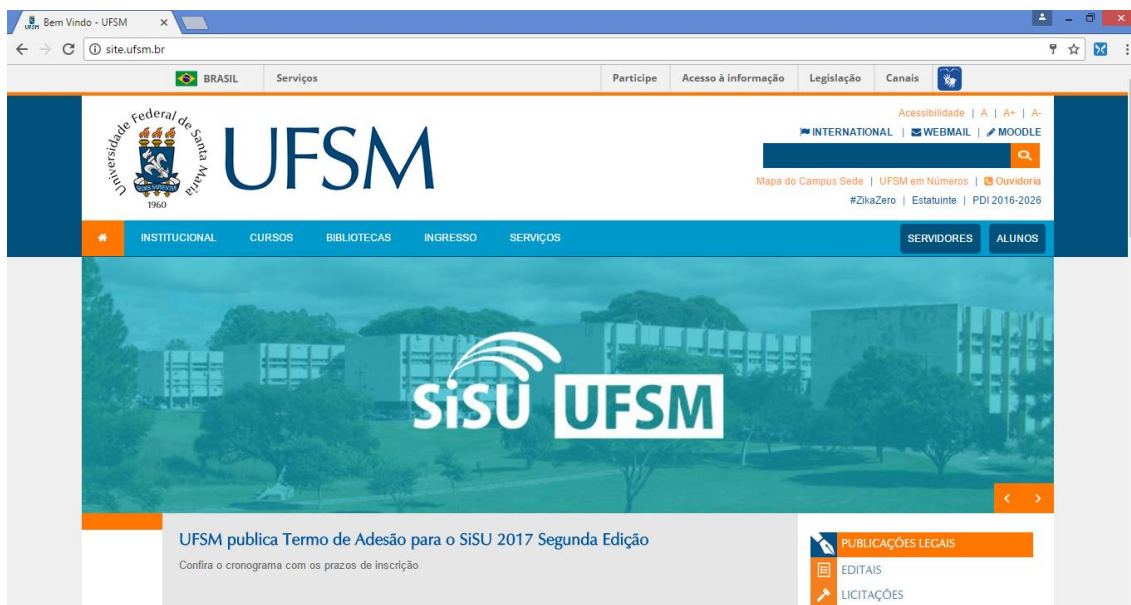 Bem Vindo - UFSM
site.ufsm.br
BRASIL Serviços Participe Acesso à informação Legislação Canais
Acessibilidade | A | A+ | A-
INTERNATIONAL | WEBMAIL | MOODLE
Universidade Federal de Santa Maria
SEDES SAPIENTIAE
1960
UFSM
Mapa do Campus Sede | UFSM em Números | Ouvidoria
#ZikaZero | Estatuinte | PDI 2016-2026
INSTITUCIONAL CURSOS BIBLIOTECAS INGRESSO SERVIÇOS SERVIDORES ALUNOS
SiSU UFSM
UFSM publica Termo de Adesão para o SiSU 2017 Segunda Edição
Confira o cronograma com os prazos de inscrição
PUBLICAÇÕES LEGAIS
EDITAIS
LICITAÇÕES